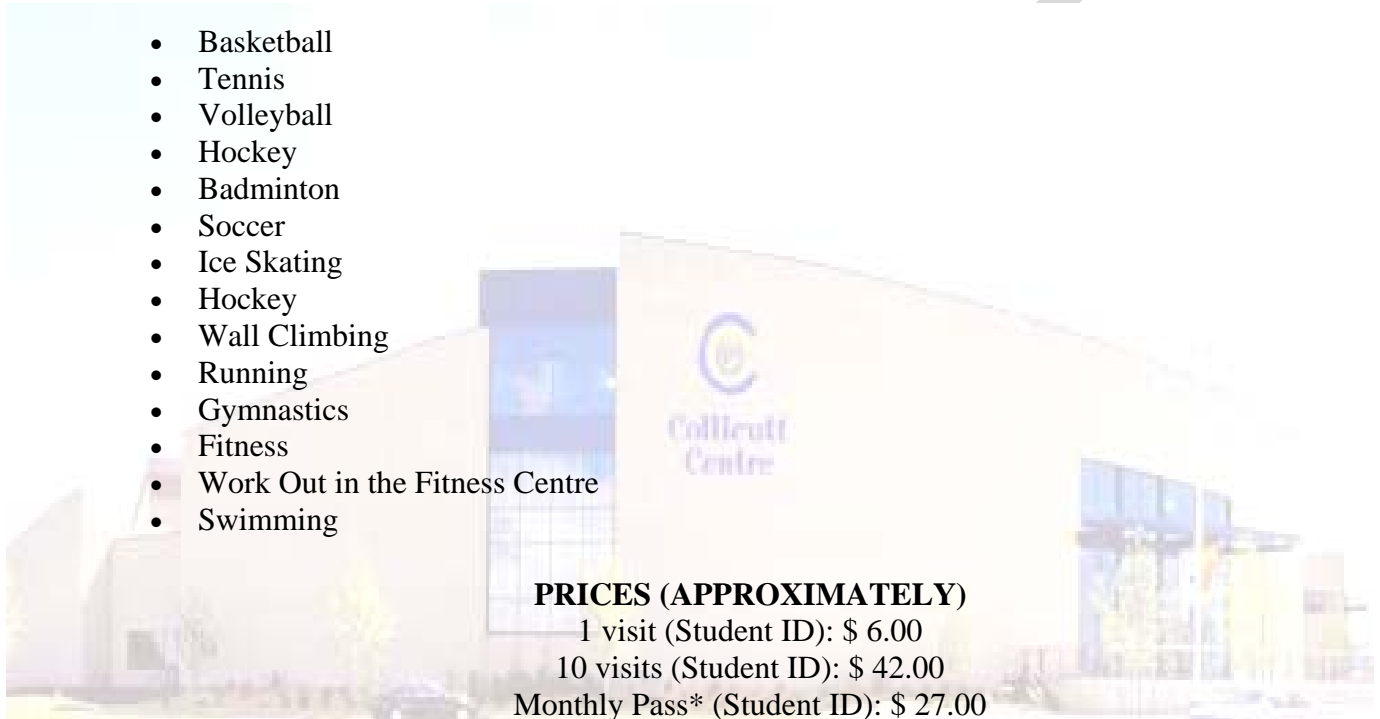 • Basketball
• Tennis
• Volleyball
• Hockey
• Badminton
• Soccer
• Ice Skating
• Hockey
• Wall Climbing
• Running
• Gymnastics
• Fitness
• Work Out in the Fitness Centre
• Swimming
Collicutt
Centre
PRICES (APPROXIMATELY)
1 visit (Student ID): $ 6.00
10 visits (Student ID): $ 42.00
Monthly Pass* (Student ID): $ 27.00